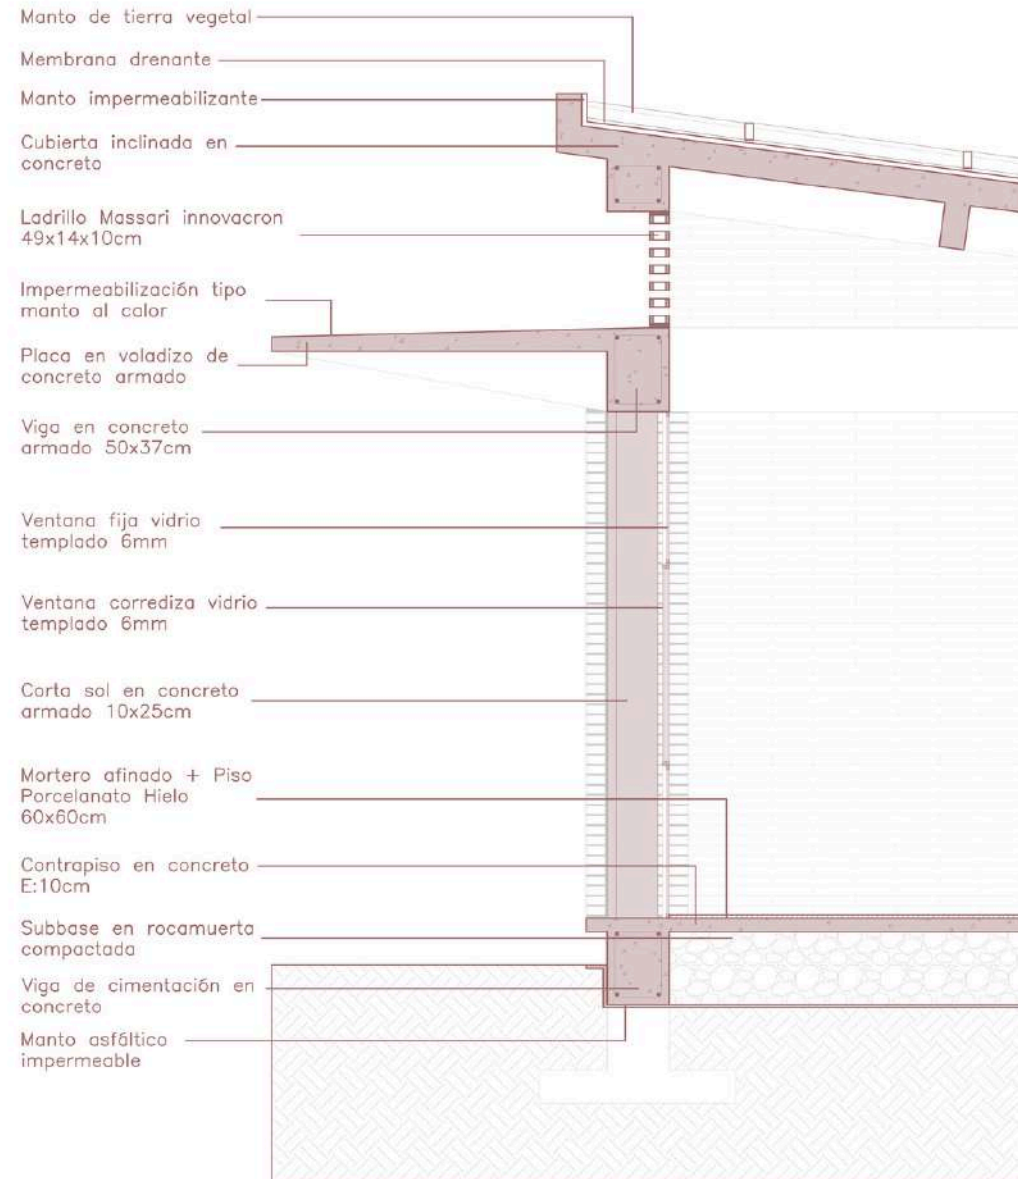 Manto de tierra vegetal
Membrana drenante
Manto impermeabilizante
Cubierta inclinada en
concreto
Ladrillo Massari innovacron
49x14x10cm
Impermeabilización tipo
manto al calor
Placa en voladizo de
concreto armado
Viga en concreto
armado 50x37cm
Ventana fija vidrio
templado 6mm
Ventana corrediza vidrio
templado 6mm
Corta sol en concreto
armado 10x25cm
Mortero afinado + Piso
Porcelanato Hielo
60x60cm
Contrapiso en concreto
E:10cm
Subbase en rocamuerta
compactada
Viga de cimentación en
concreto
Manto asfáltico
impermeable